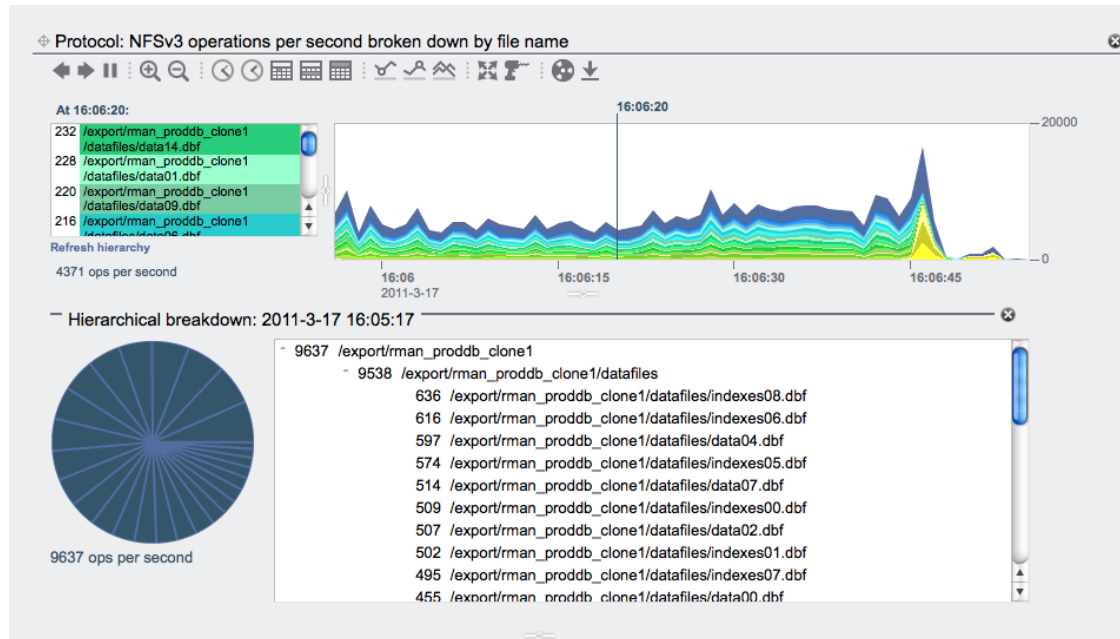 Protocol: NFSv3 operations per second broken down by file name
At 16:06:20:
16:06:20
20000
232 /export/rman_proddb_clone1
/datafiles/data14.dbf
228 /export/rman_proddb_clone1
/datafiles/data01.dbf
220 /export/rman_proddb_clone1
/datafiles/data09.dbf
216 /export/rman_proddb_clone1
/datafiles/data06.dbf
Refresh hierarchy
4371 ops per second
0
16:06
16:06:15
16:06:30
16:06:45
2011-3-17
Hierarchical breakdown: 2011-3-17 16:05:17
- 9637 /export/rman_proddb_clone1
- 9538 /export/rman_proddb_clone1/datafiles
636 /export/rman_proddb_clone1/datafiles/indexes08.dbf
616 /export/rman_proddb_clone1/datafiles/indexes06.dbf
597 /export/rman_proddb_clone1/datafiles/data04.dbf
574 /export/rman_proddb_clone1/datafiles/indexes05.dbf
514 /export/rman_proddb_clone1/datafiles/data07.dbf
509 /export/rman_proddb_clone1/datafiles/indexes00.dbf
507 /export/rman_proddb_clone1/datafiles/data02.dbf
502 /export/rman_proddb_clone1/datafiles/indexes01.dbf
495 /export/rman_proddb_clone1/datafiles/indexes07.dbf
455 /export/rman_proddb_clone1/datafiles/data00.dbf
9637 ops per second